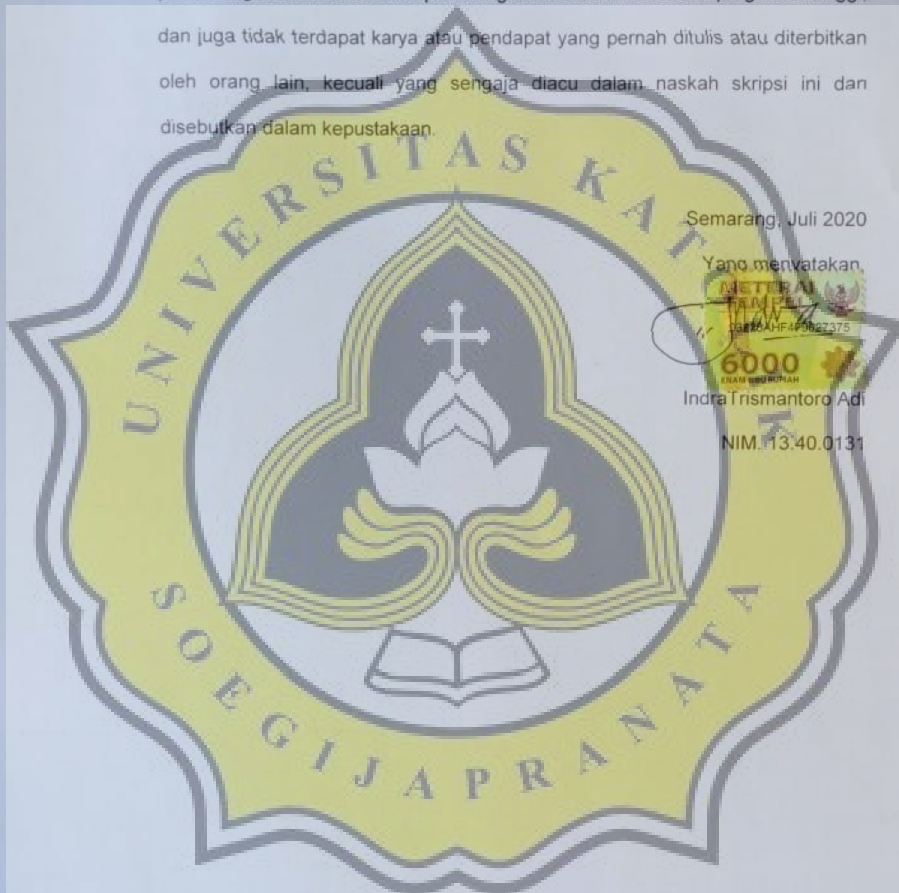 dan juga tidak terdapat karya atau pendapat yang pernah ditulis atau diterbitkan
oleh orang lain, kecuali yang sengaja diacu dalam naskah skripsi ini dan
disebutkan dalam kepustakaan.
Semarang, Juli 2020
Yang menyatakan,
METERAI
TEMPEL
6000
ENAM RIBU RUPIAH
Indra Trismantoro Adi
NIM. 13.40.0131
UNIVERSITAS KATOLIK
SOEGIJAPRANATA